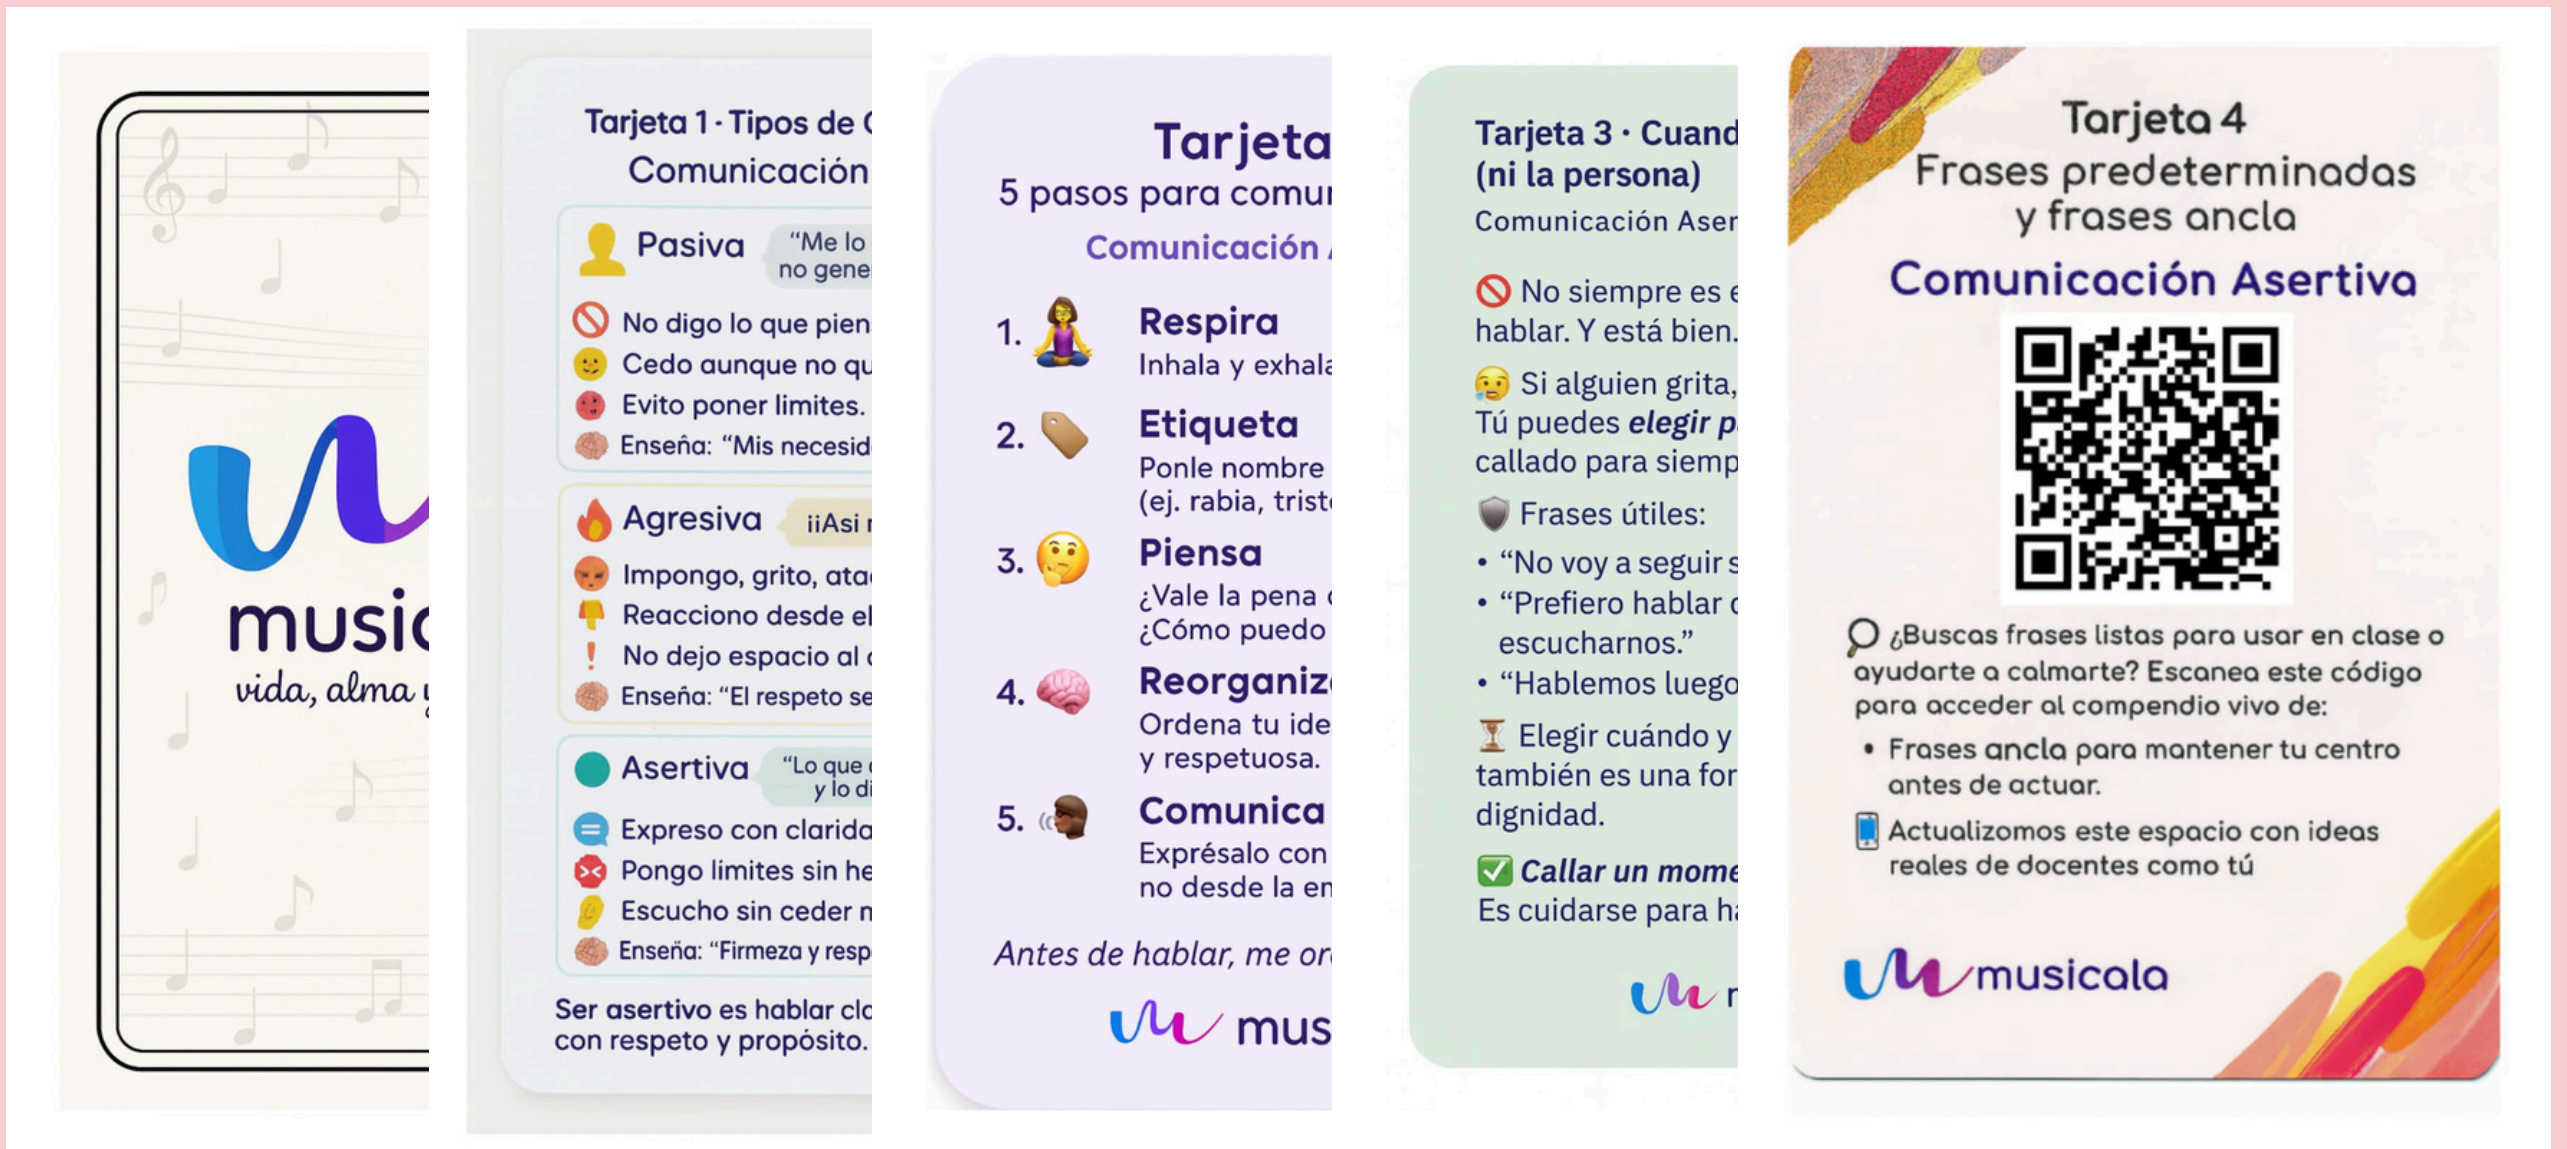 music
vida, alma y
Tarjeta 1 · Tipos de
Comunicación
Pasiva
“Me lo
no gene
No digo lo que pien
Cedo aunque no qu
Evito poner limites.
Enseña: “Mis necesid
Agresiva
¡¡Asi
Impongo, grito, ata
Reacciono desde el
No dejo espacio al
Enseña: “El respeto se
Asertiva
“Lo que
y lo di
Expreso con clarida
Pongo limites sin he
Escucho sin ceder
Enseña: “Firmeza y resp
Ser asertivo es hablar cla
con respeto y propósito.
Tarjeta
5 pasos para comu
Comunicación
1. Respira
Inhala y exhala
2. Etiqueta
Ponle nombre
(ej. rabia, trist
3. Piensa
¿Vale la pena
¿Cómo puedo
4. Reorganiz
Ordena tu ide
y respetuosa.
5. Comunica
Exprésalo con
no desde la em
Antes de hablar, me or
mus
Tarjeta 3 · Cuand
(ni la persona)
Comunicación Aser
No siempre es
hablar. Y está bien.
Si alguien grita,
Tú puedes elegir p
callado para siemp
Frases útiles:
• “No voy a seguir s
• “Prefiero hablar
escucharnos.”
• “Hablemos luego
Elegir cuándo y
también es una for
dignidad.
Callar un mome
Es cuidarse para ha
Tarjeta 4
Frases predeterminadas
y frases ancla
Comunicación Asertiva
¿Buscas frases listas para usar en clase o
ayudarte a calmarte? Escanea este código
para acceder al compendio vivo de:
• Frases ancla para mantener tu centro
antes de actuar.
Actualizomos este espacio con ideas
reales de docentes como tú
musicala